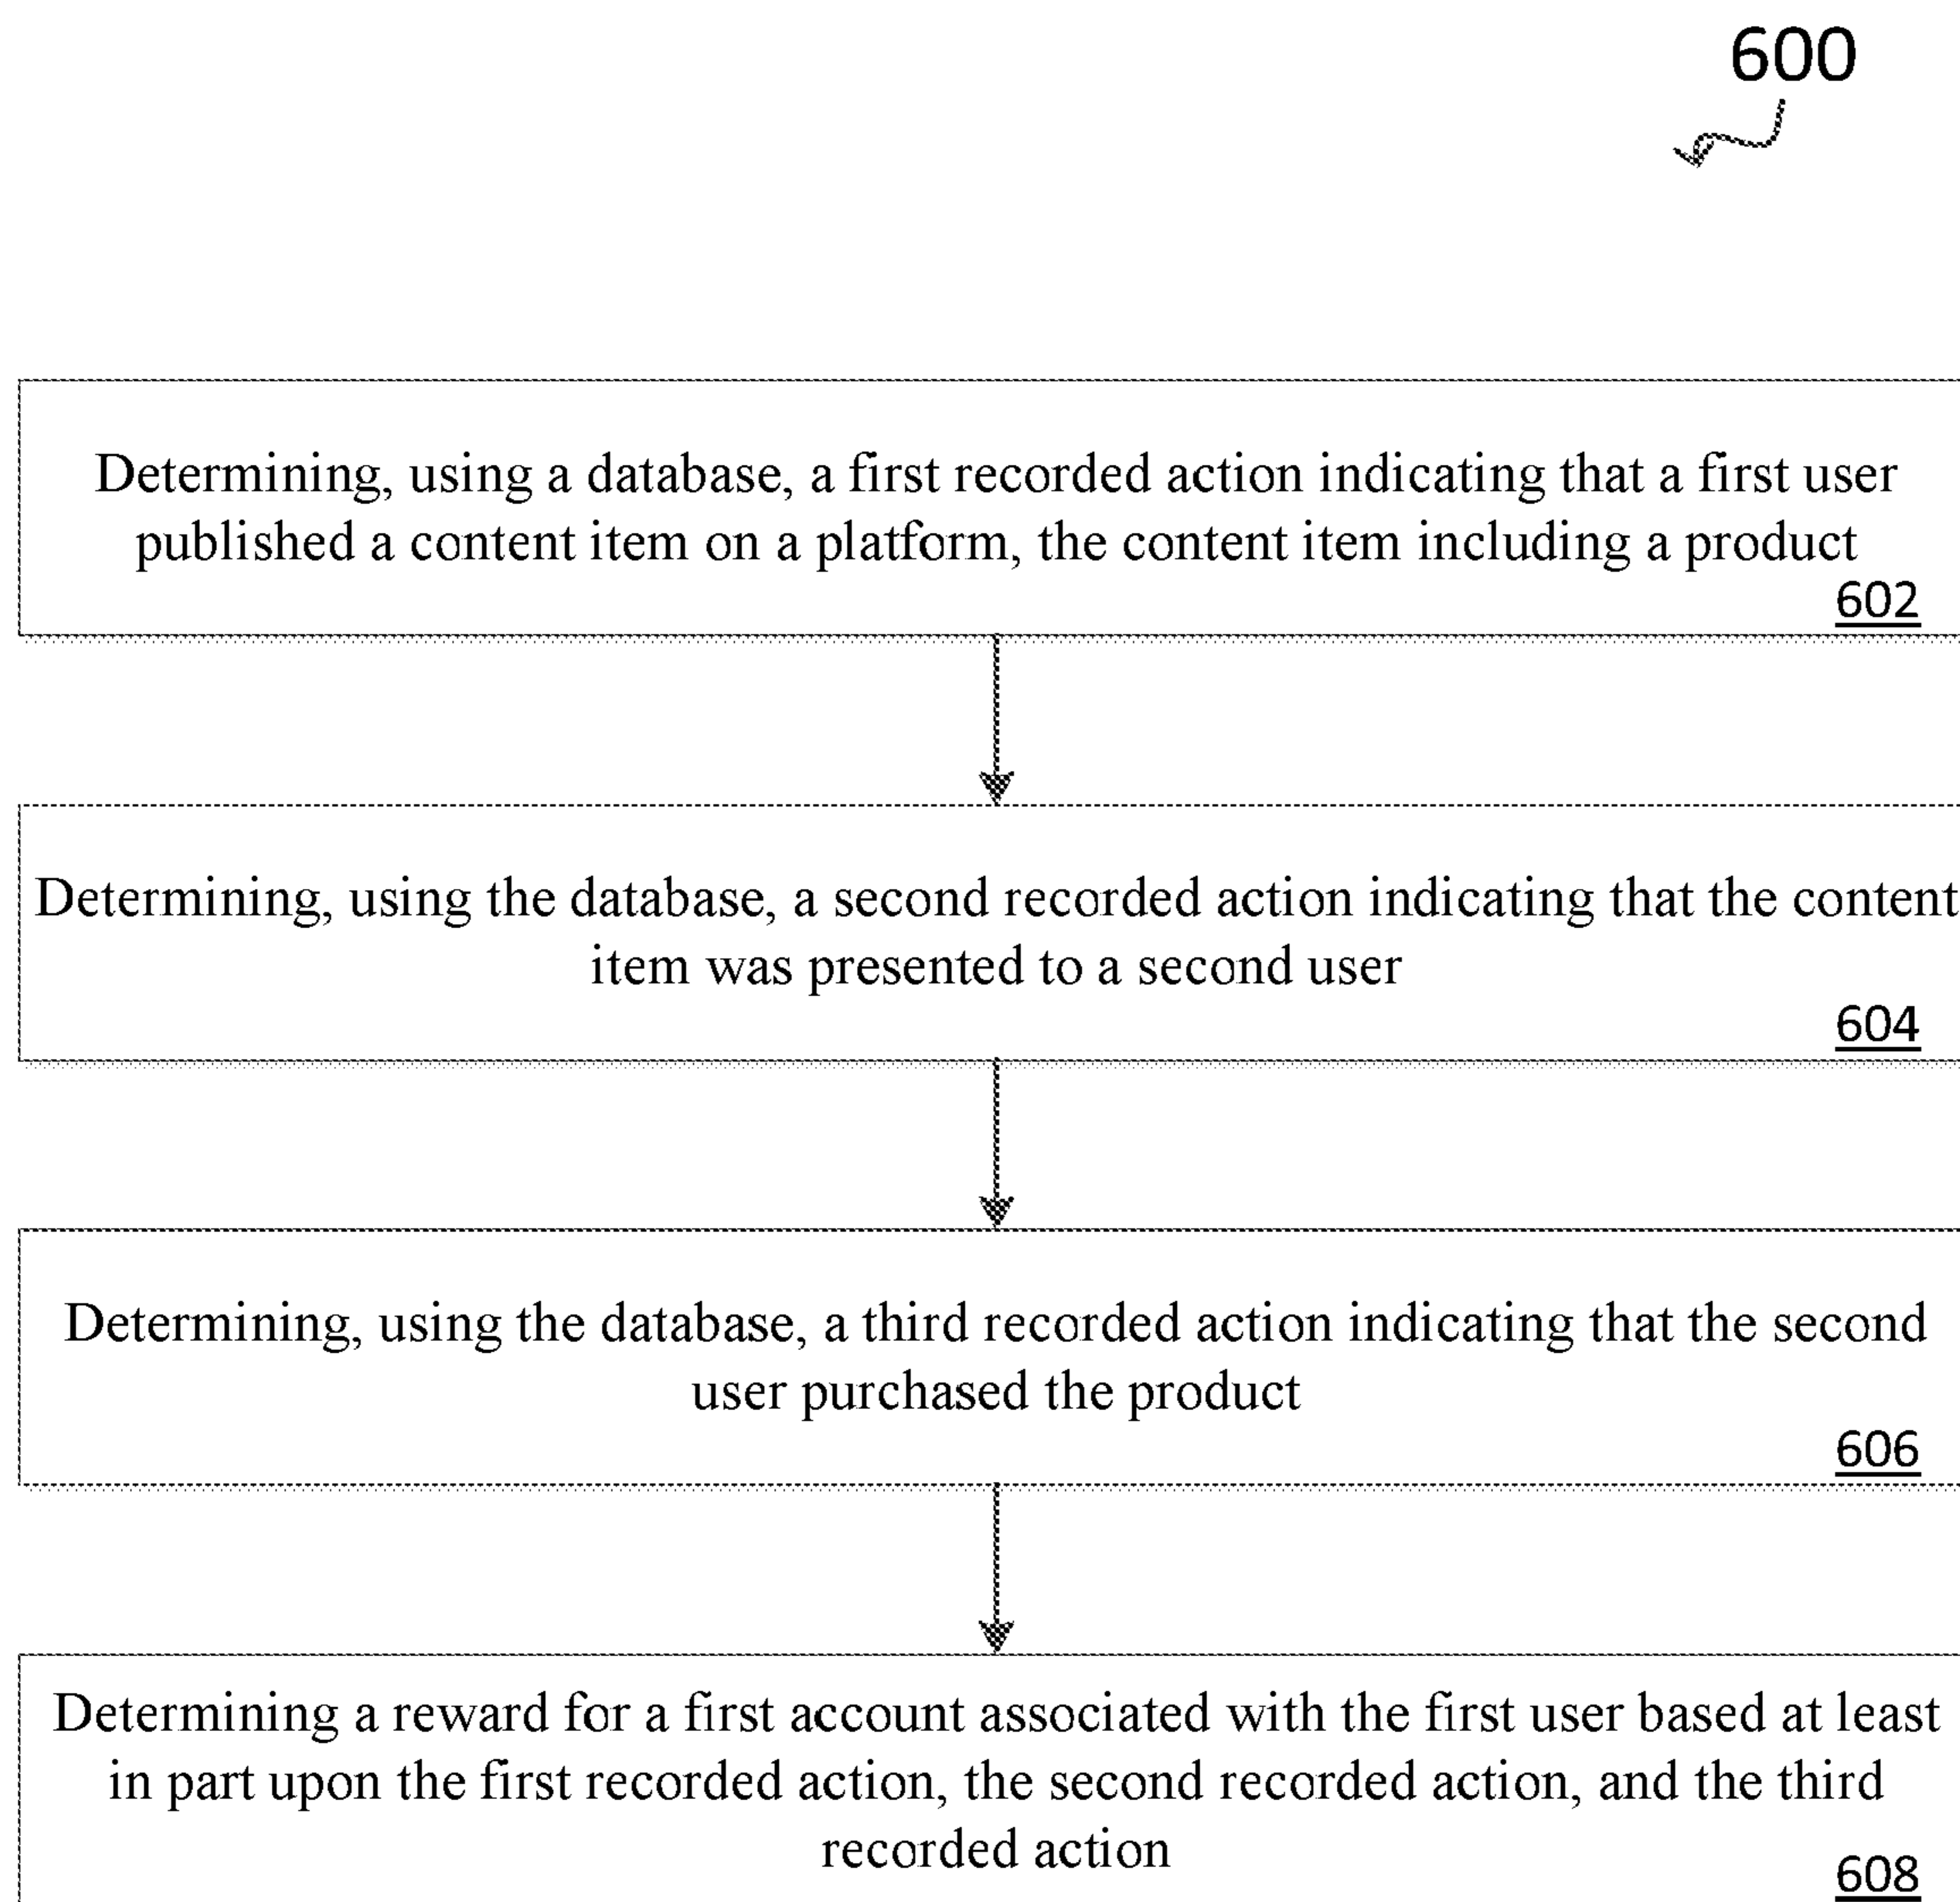 600
Determining, using a database, a first recorded action indicating that a first user
published a content item on a platform, the content item including a product
602
Determining, using the database, a second recorded action indicating that the content
item was presented to a second user
604
Determining, using the database, a third recorded action indicating that the second
user purchased the product
606
Determining a reward for a first account associated with the first user based at least
in part upon the first recorded action, the second recorded action, and the third
recorded action
608